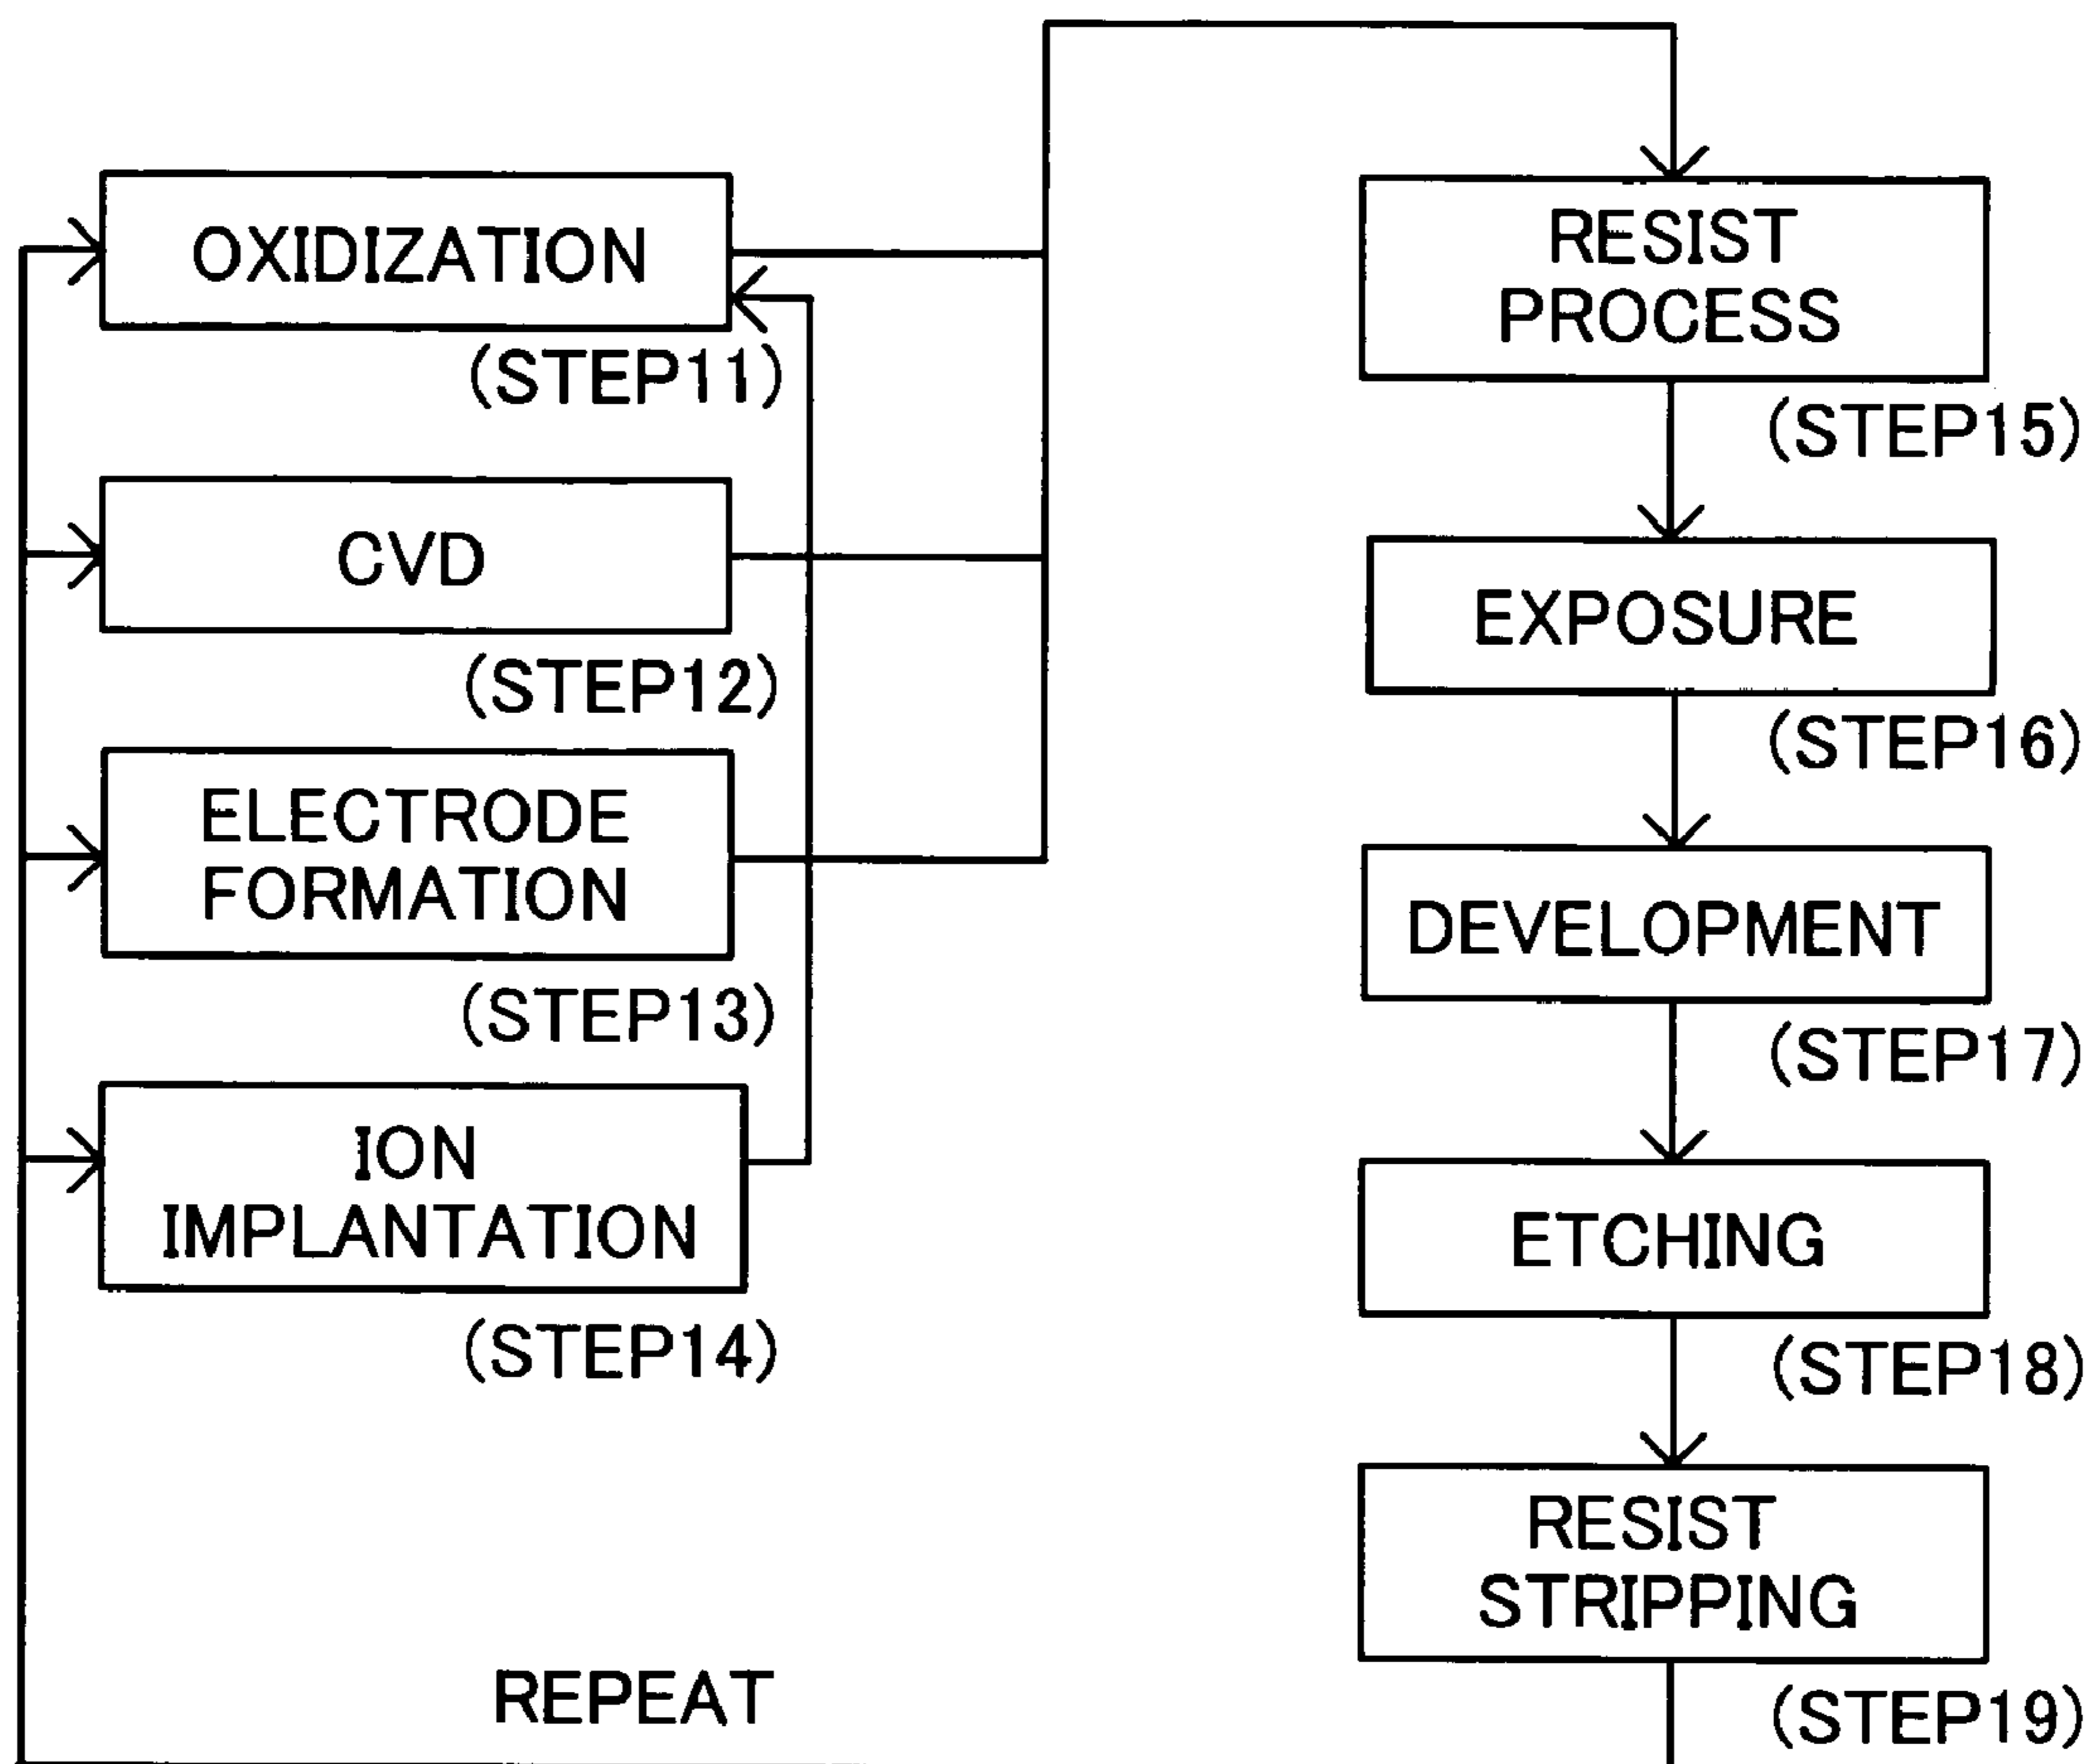 OXIDIZATION
(STEP11)
CVD
(STEP12)
ELECTRODE
FORMATION
(STEP13)
ION
IMPLANTATION
(STEP14)
REPEAT
RESIST
PROCESS
(STEP15)
EXPOSURE
(STEP16)
DEVELOPMENT
(STEP17)
ETCHING
(STEP18)
RESIST
STRIPPING
(STEP19)